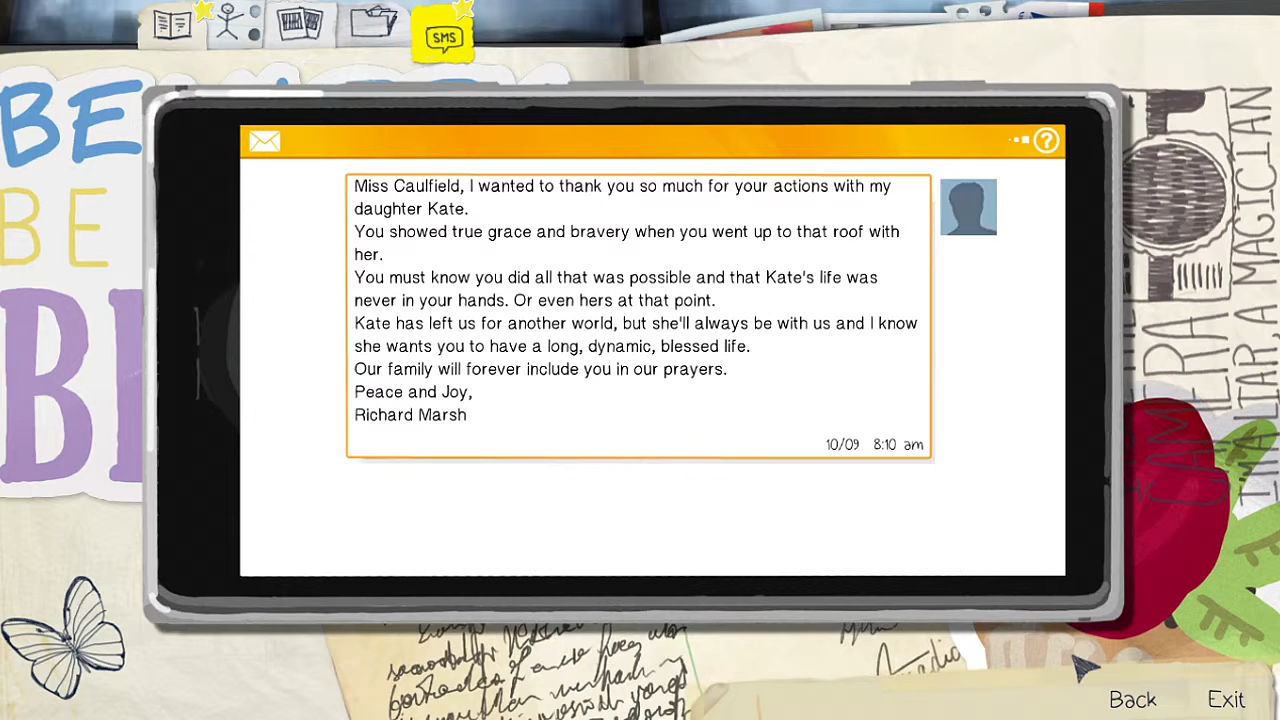 SMS
BE
BE
Miss Caulfield, I wanted to thank you so much for your actions with my
daughter Kate.
You showed true grace and bravery when you went up to that roof with
her.
You must know you did all that was possible and that Kate's life was
never in your hands. Or even hers at that point.
Kate has left us for another world, but she'll always be with us and I know
she wants you to have a long, dynamic, blessed life.
Our family will forever include you in our prayers.
Peace and Joy,
Richard Marsh
10/09 8:10 am
CAMERA
LIAR, A MAGICIAN
Back
Exit